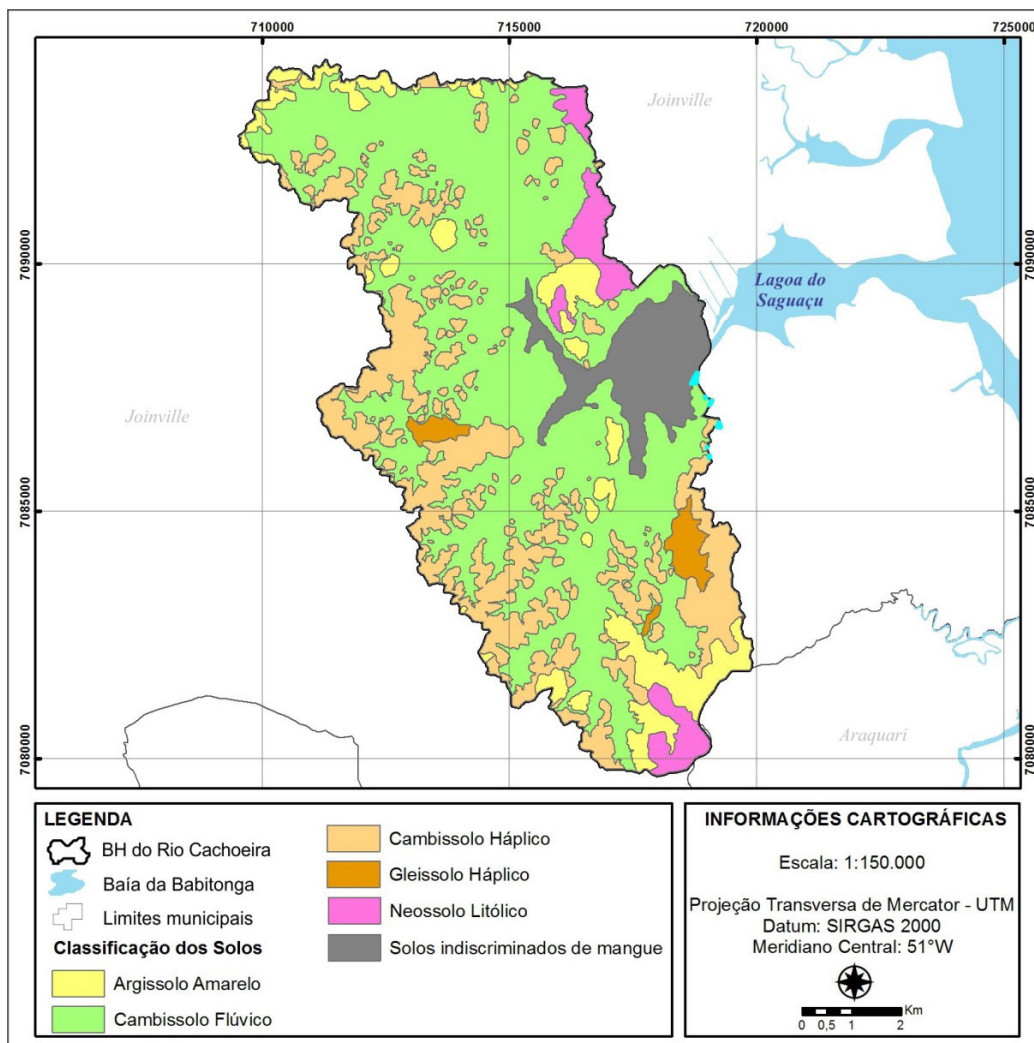 710000 715000 720000 725000
Joinville
7090000 7090000
Lagoa do
Saguaçu
Joinville
7085000 7085000
Araquari
7080000 7080000
LEGENDA
BH do Rio Cachoeira
Baía da Babitonga
Limites municipais
Classificação dos Solos
Argissolo Amarelo
Cambissolo Flúvico
Cambissolo Háplico
Gleissolo Háplico
Neossolo Litólico
Solos indiscriminados de mangue
INFORMAÇÕES CARTOGRÁFICAS
Escala: 1:150.000
Projeção Transversa de Mercator - UTM
Datum: SIRGAS 2000
Meridiano Central: 51°W
Km
0 0,5 1 2